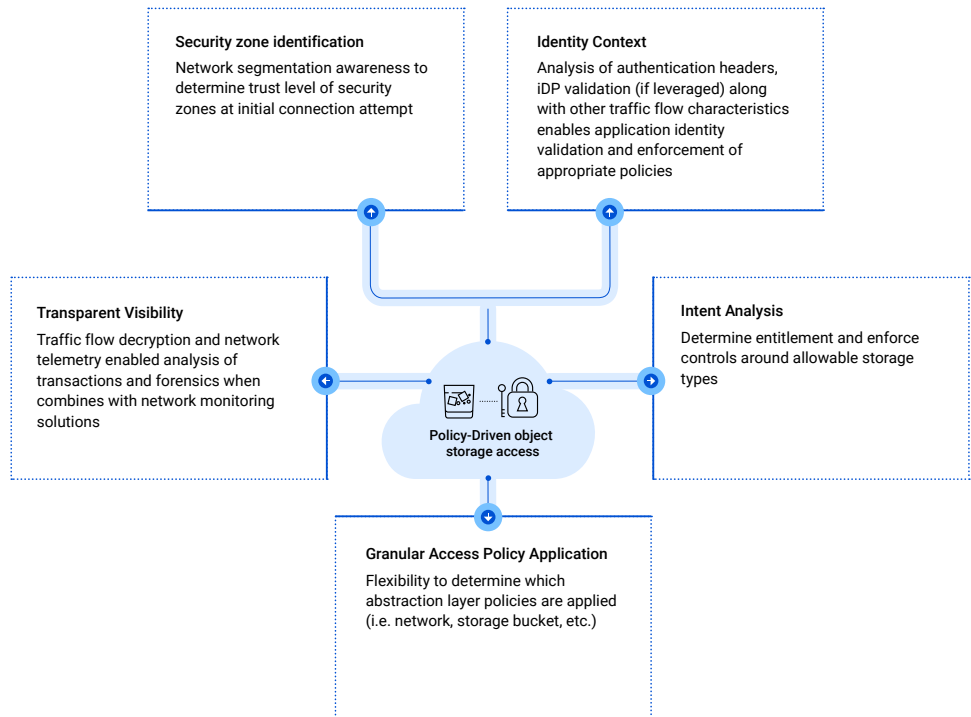 Security zone identification
Network segmentation awareness to
determine trust level of security
zones at initial connection attempt
Identity Context
Analysis of authentication headers,
iDP validation (if leveraged) along
with other traffic flow characteristics
enables application identity
validation and enforcement of
appropriate policies
Transparent Visibility
Traffic flow decryption and network
telemetry enabled analysis of
transactions and forensics when
combines with network monitoring
solutions
Intent Analysis
Determine entitlement and enforce
controls around allowable storage
types
Policy-Driven object
storage access
Granular Access Policy Application
Flexibility to determine which
abstraction layer policies are applied
(i.e. network, storage bucket, etc.)